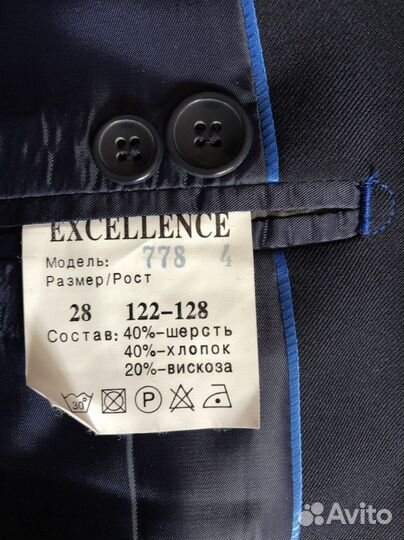 EXCELLENCE
Модель: 778 4
Размер/Рост
28 122-128
Состав: 40%-шерсть
40%-хлопок
20%-вискоза
30°
P
Avito